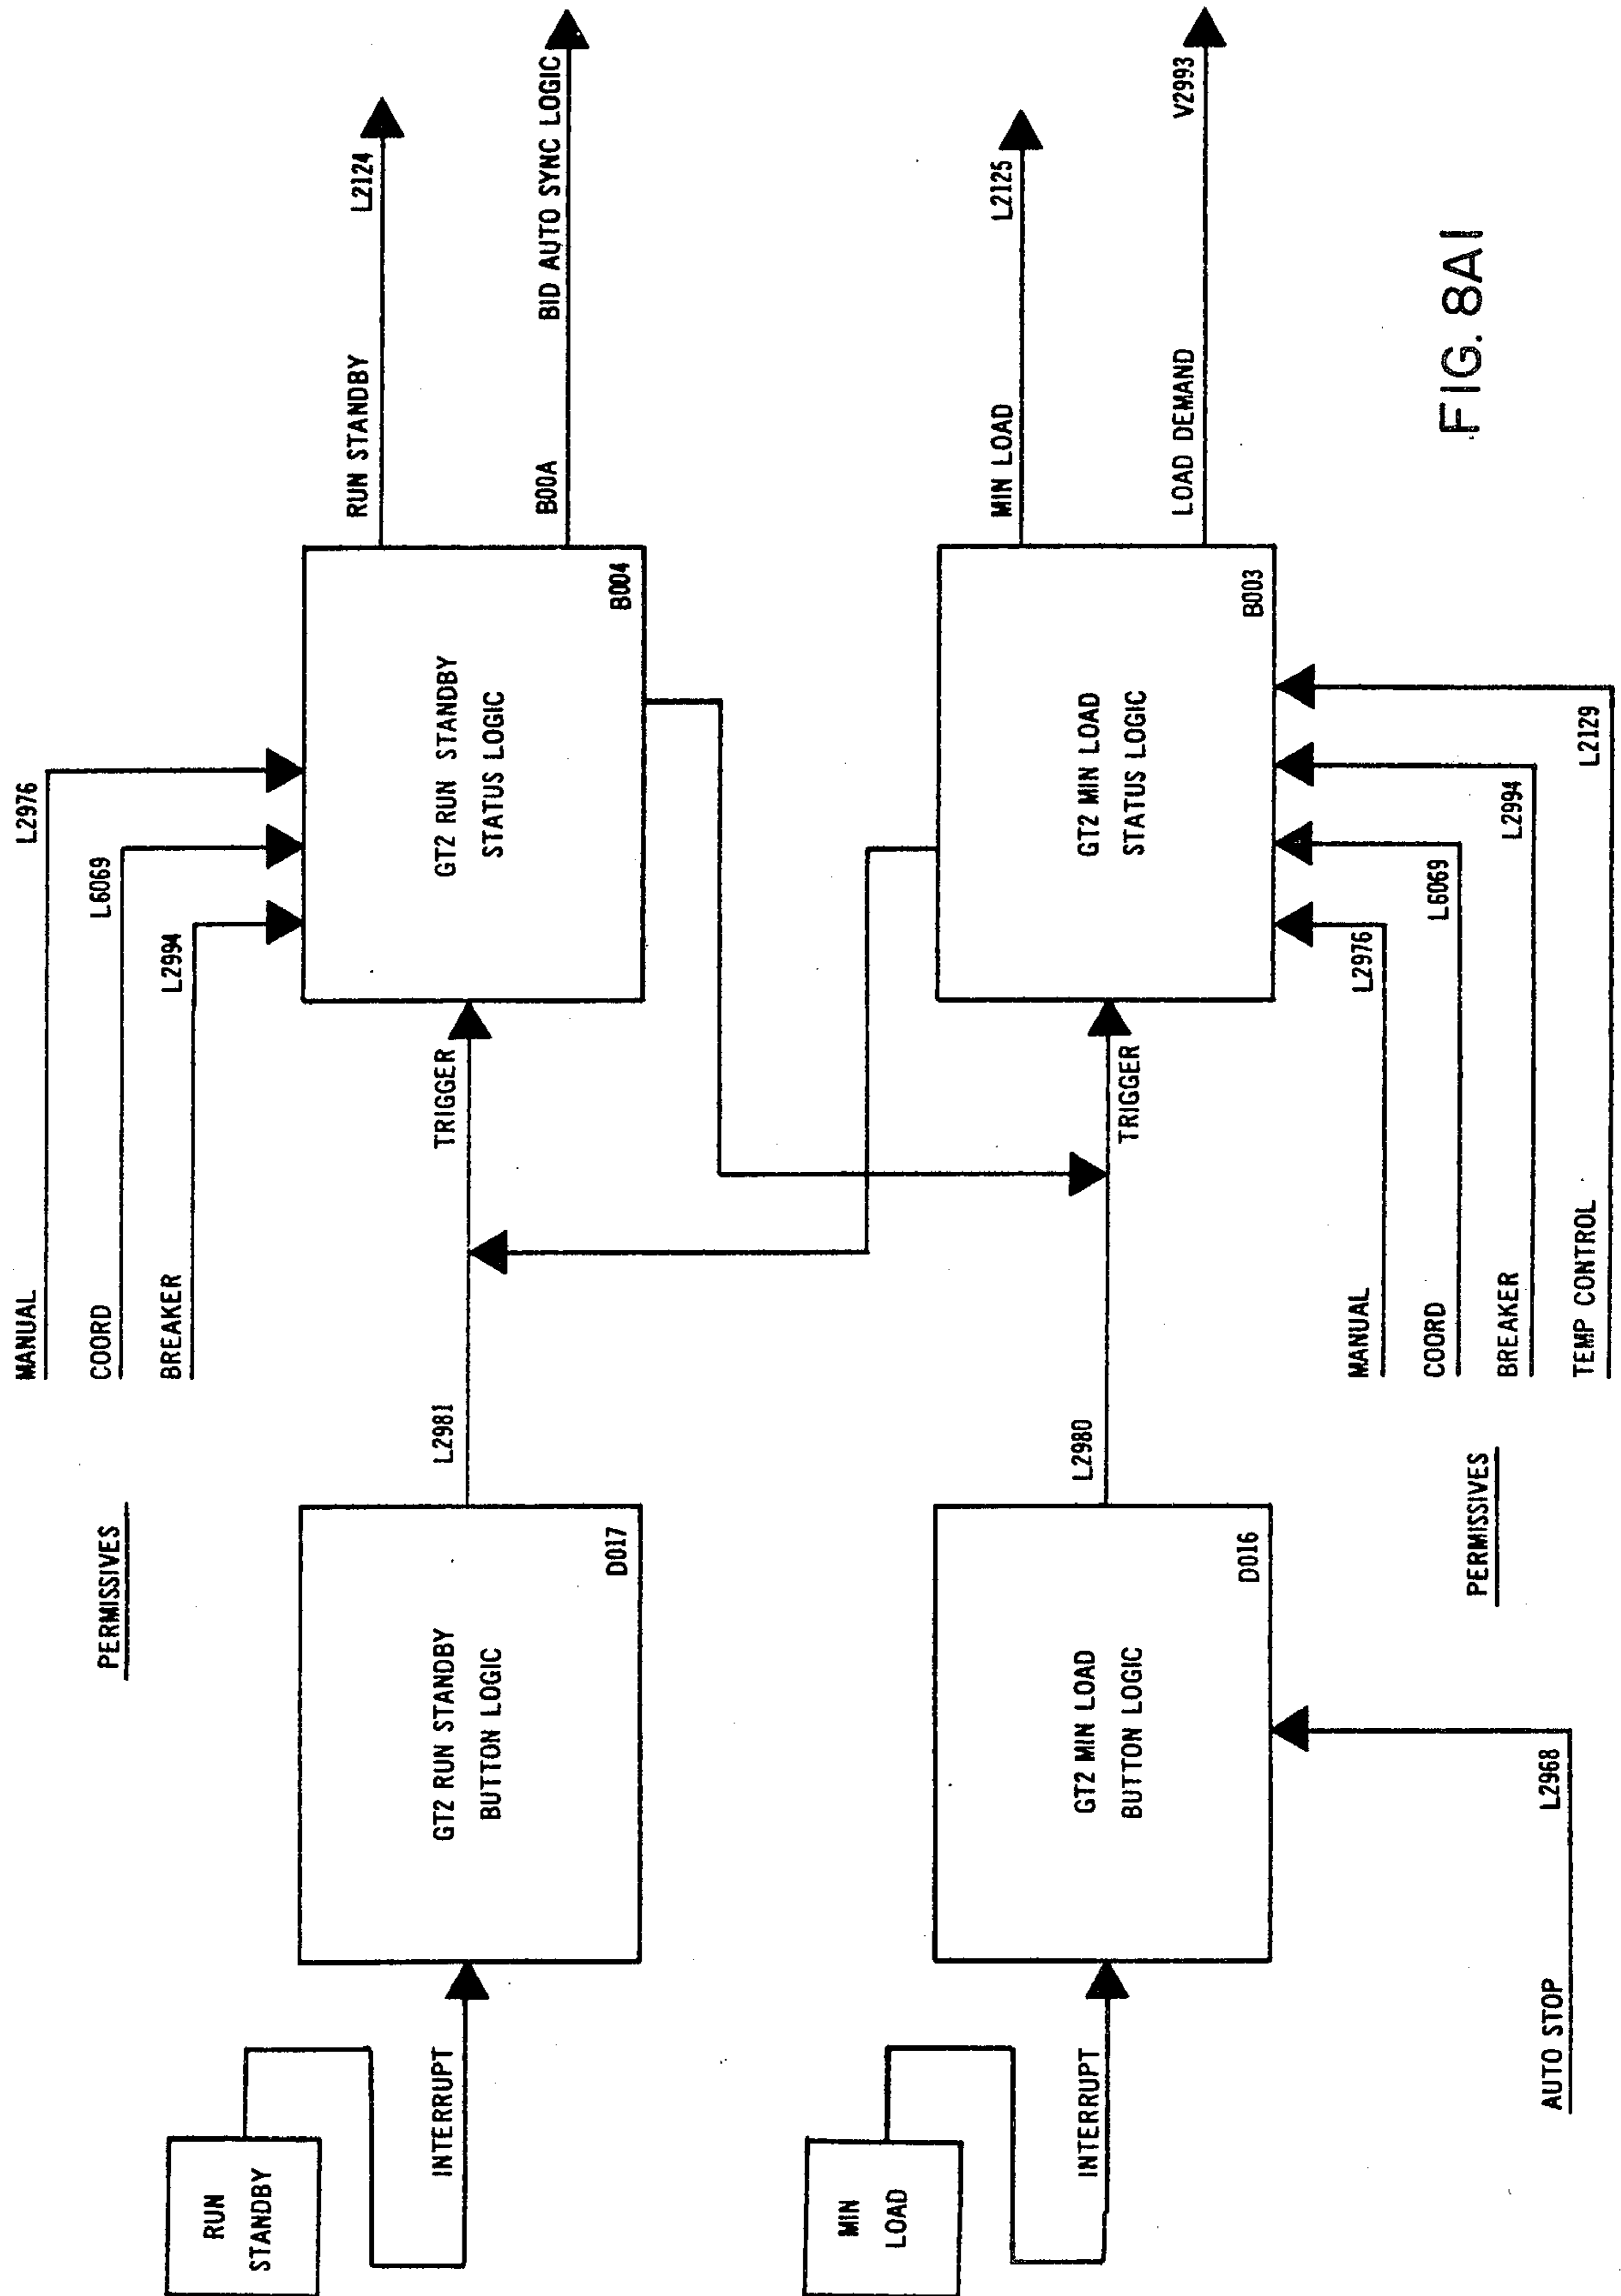 PERMISSIVES
MANUAL
L2976
COORD
L6069
BREAKER
L2994
RUN
STANDBY
INTERRUPT
GT2 RUN STANDBY
BUTTON LOGIC
D017
L2981
TRIGGER
GT2 RUN STANDBY
STATUS LOGIC
B004
RUN STANDBY
L2124
B00A
BID AUTO SYNC LOGIC
MIN
LOAD
INTERRUPT
GT2 MIN LOAD
BUTTON LOGIC
D016
L2980
TRIGGER
GT2 MIN LOAD
STATUS LOGIC
B003
MIN LOAD
L2125
LOAD DEMAND
V2993
AUTO STOP
L2968
PERMISSIVES
MANUAL
L2976
COORD
L6069
BREAKER
L2994
TEMP CONTROL
L2129
FIG. 8A1